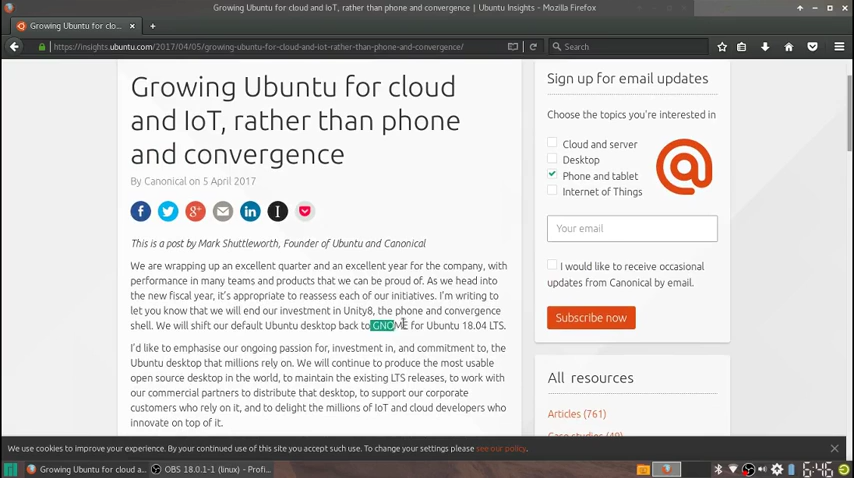 Growing Ubuntu for cloud and IoT, rather than phone and convergence | Ubuntu Insights - Mozilla Firefox
Growing Ubuntu for clo...
https://insights.ubuntu.com/2017/04/05/growing-ubuntu-for-cloud-and-iot-rather-than-phone-and-convergence/
Search
Growing Ubuntu for cloud
and IoT, rather than phone
and convergence
By Canonical on 5 April 2017
This is a post by Mark Shuttleworth, Founder of Ubuntu and Canonical
We are wrapping up an excellent quarter and an excellent year for the company, with
performance in many teams and products that we can be proud of. As we head into
the new fiscal year, it's appropriate to reassess each of our initiatives. I'm writing to
let you know that we will end our investment in Unity8, the phone and convergence
shell. We will shift our default Ubuntu desktop back to GNOME for Ubuntu 18.04 LTS.
I'd like to emphasise our ongoing passion for, investment in, and commitment to, the
Ubuntu desktop that millions rely on. We will continue to produce the most usable
open source desktop in the world, to maintain the existing LTS releases, to work with
our commercial partners to distribute that desktop, to support our corporate
customers who rely on it, and to delight the millions of IoT and cloud developers who
innovate on top of it.
Sign up for email updates
Choose the topics you're interested in
Cloud and server
Desktop
Phone and tablet
Internet of Things
Your email
I would like to receive occasional
updates from Canonical by email.
Subscribe now
All resources
Articles (761)
We use cookies to improve your experience. By your continued use of this site you accept such use. To change your settings please see our policy.
Growing Ubuntu for cloud a...
OBS 18.0.1-1 (linux) - Profi...
6:46